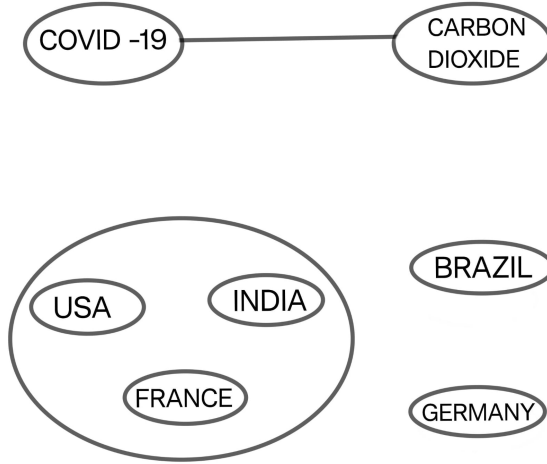 COVID -19
CARBON
DIOXIDE
BRAZIL
USA
INDIA
FRANCE
GERMANY